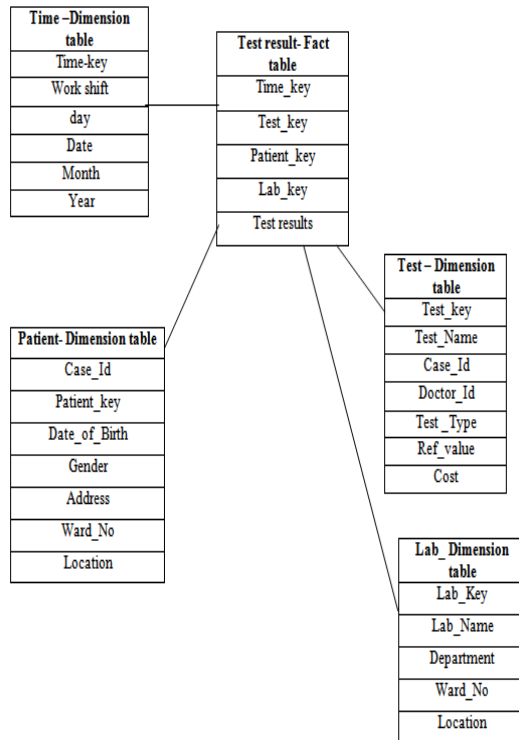 Time –Dimension
table
Time-key
Work shift
day
Date
Month
Year
Test result- Fact
table
Time_key
Test_key
Patient_key
Lab_key
Test results
Test – Dimension
table
Test_key
Test_Name
Case_Id
Doctor_Id
Test _Type
Ref_value
Cost
Patient- Dimension table
Case_Id
Patient_key
Date_of_Birth
Gender
Address
Ward_No
Location
Lab_ Dimension
table
Lab_Key
Lab_Name
Department
Ward_No
Location